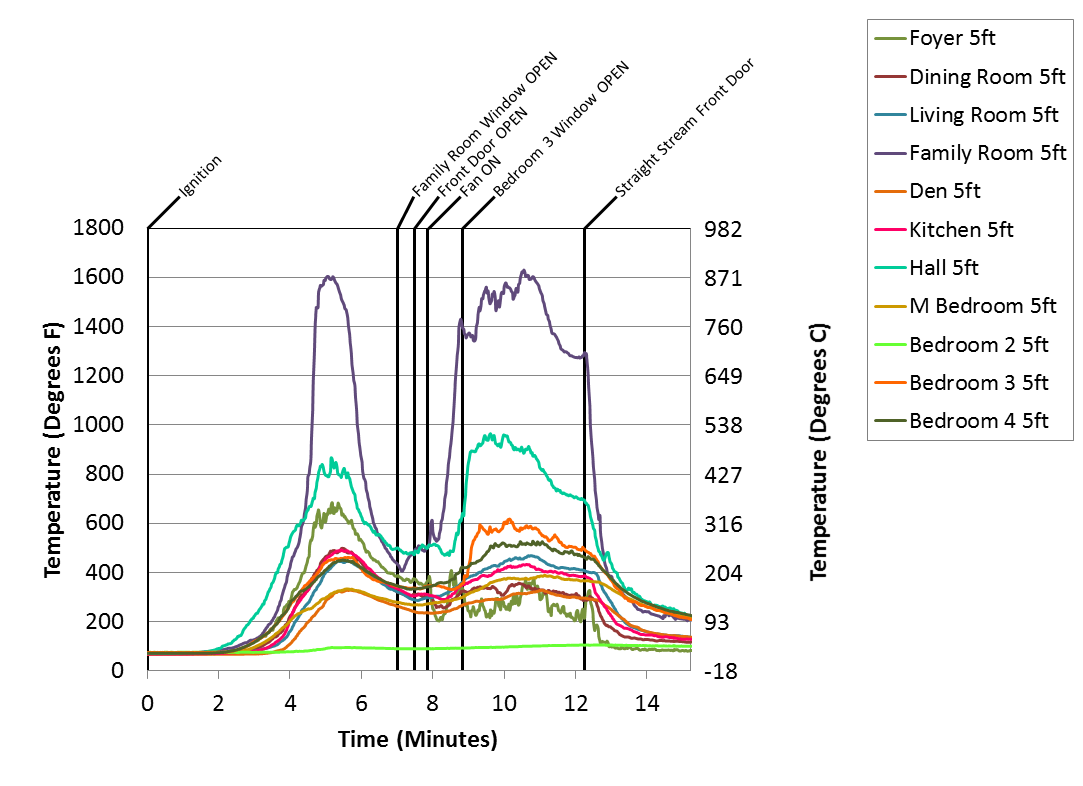 Ignition
Family Room Window OPEN
Front Door OPEN
Fan ON
Bedroom 3 Window OPEN
Straight Stream Front Door
Foyer 5ft
Dining Room 5ft
Living Room 5ft
Family Room 5ft
Den 5ft
Kitchen 5ft
Hall 5ft
M Bedroom 5ft
Bedroom 2 5ft
Bedroom 3 5ft
Bedroom 4 5ft
Temperature (Degrees F)
1800
1600
1400
1200
1000
800
600
400
200
0
982
871
760
649
538
427
316
204
93
-18
Temperature (Degrees C)
0 2 4 6 8 10 12 14
Time (Minutes)